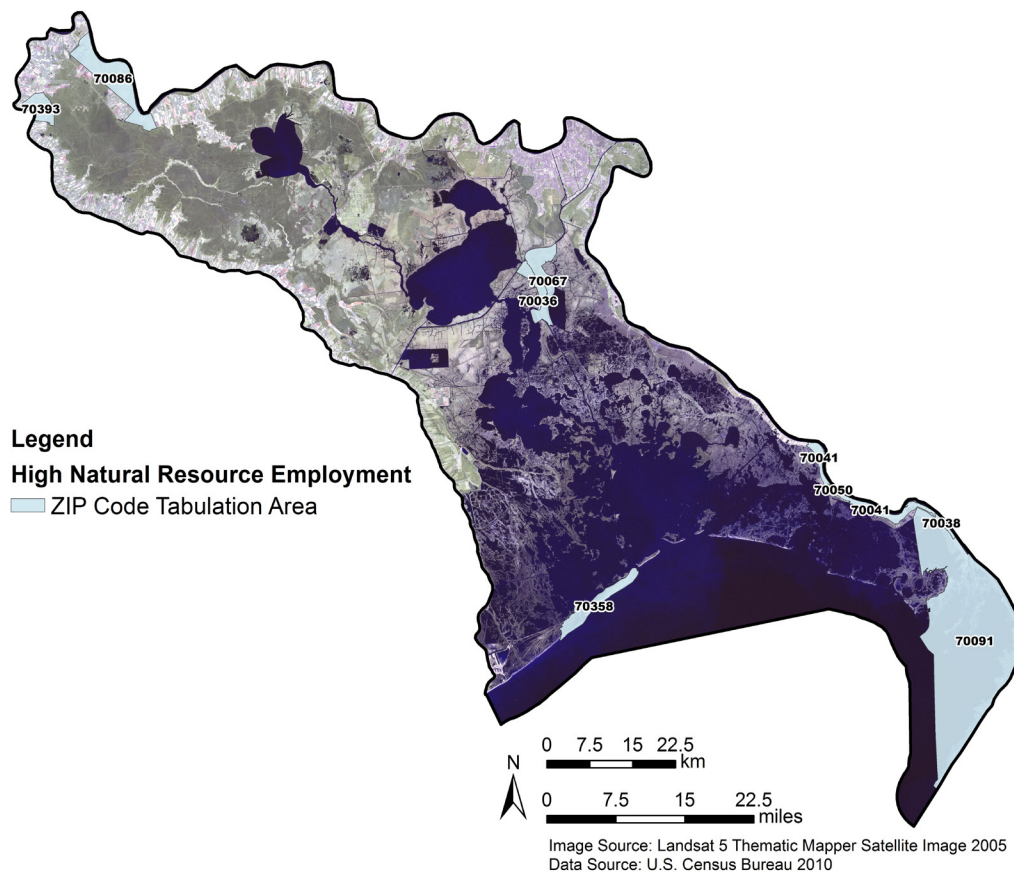 70086
70393
70067
70036
70041
70050
70041
70038
70358
70091
Legend
High Natural Resource Employment
ZIP Code Tabulation Area
N
0 7.5 15 22.5
km
0 7.5 15 22.5
miles
Image Source: Landsat 5 Thematic Mapper Satellite Image 2005
Data Source: U.S. Census Bureau 2010